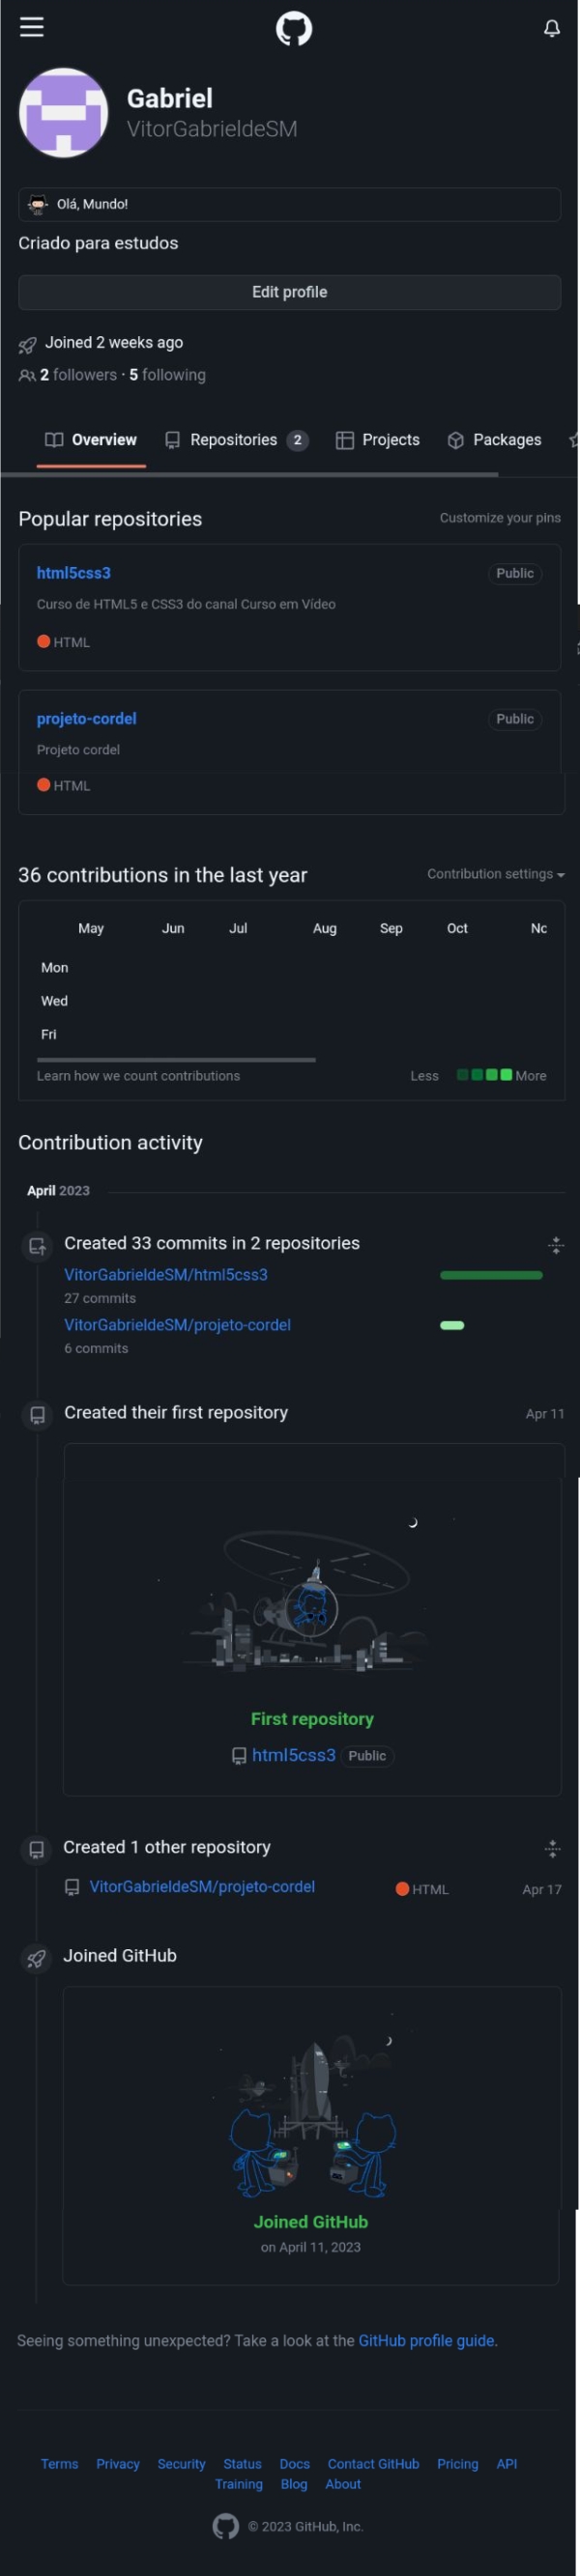 Gabriel
VitorGabrieldeSM
Olá, Mundo!
Criado para estudos
Edit profile
Joined 2 weeks ago
2 followers · 5 following
Overview Repositories 2 Projects Packages
Popular repositories Customize your pins
html5css3 Public
Curso de HTML5 e CSS3 do canal Curso em Vídeo
HTML
projeto-cordel Public
Projeto cordel
HTML
36 contributions in the last year Contribution settings
May Jun Jul Aug Sep Oct Nc
Mon
Wed
Fri
Learn how we count contributions Less More
Contribution activity
April 2023
Created 33 commits in 2 repositories
VitorGabrieldeSM/html5css3
27 commits
VitorGabrieldeSM/projeto-cordel
6 commits
Created their first repository Apr 11
First repository
html5css3 Public
Created 1 other repository
VitorGabrieldeSM/projeto-cordel HTML Apr 17
Joined GitHub
Joined GitHub
on April 11, 2023
Seeing something unexpected? Take a look at the GitHub profile guide.
Terms Privacy Security Status Docs Contact GitHub Pricing API
Training Blog About
© 2023 GitHub, Inc.